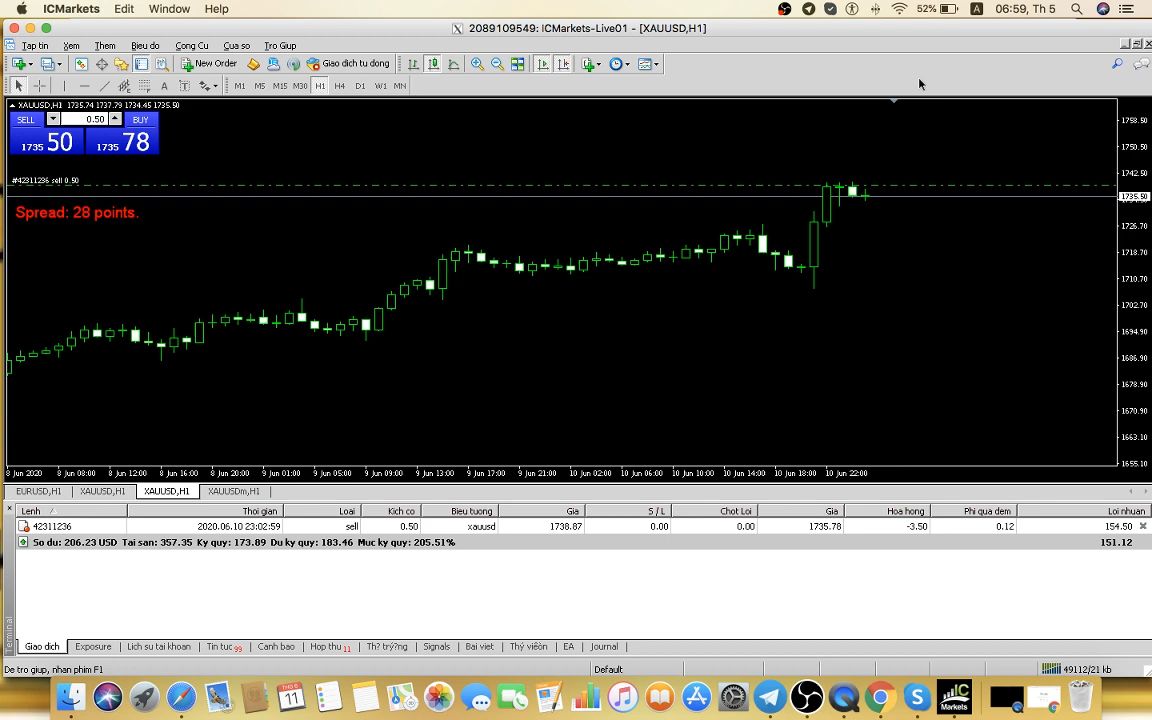 ICMarkets Edit Window Help 52% A 06:59, Th 5
2089109549: ICMarkets-Live01 - [XAUUSD,H1]
Tap tin Xem Them Bieu do Cong Cu Cua so Tro Giup
New Order Giao dich tu dong
A T M1 M5 M15 M30 H1 H4 D1 W1 MN
XAUUSD,H1 1735.74 1737.79 1734.45 1735.50
SELL 0.50 BUY
1735 50 1735 78
#42311236 sell 0.50
Spread: 28 points.
1758.50
1750.50
1742.50
1735.50
1726.70
1718.70
1710.70
1702.70
1694.90
1686.90
1678.90
1670.90
1663.10
1655.10
8 Jun 2020 8 Jun 08:00 8 Jun 12:00 8 Jun 16:00 8 Jun 20:00 9 Jun 01:00 9 Jun 05:00 9 Jun 09:00 9 Jun 13:00 9 Jun 17:00 9 Jun 21:00 10 Jun 02:00 10 Jun 06:00 10 Jun 10:00 10 Jun 14:00 10 Jun 18:00 10 Jun 22:00
EURUSD,H1 XAUUSD,H1 XAUUSD,H1 XAUUSDm,H1
Lenh Thoi gian Loai Kich co Bieu tuong Gia S / L Chot Loi Gia Hoa hong Phi qua dem Loi nhuan
42311236 2020.06.10 23:02:59 sell 0.50 xauusd 1738.87 0.00 0.00 1735.78 -3.50 0.12 154.50
So du: 206.23 USD Tai san: 357.35 Ky quy: 173.89 Du ky quy: 183.46 Muc ky quy: 205.51% 151.12
Terminal
Giao dich Exposure Lich su tai khoan Tin tuc 99 Canh bao Hop thu 11 Th? trý?ng Signals Bai viet Thý viêòn EA Journal
De tro giup, nhan phim F1 Default 49112/21 kb
11
IC Markets